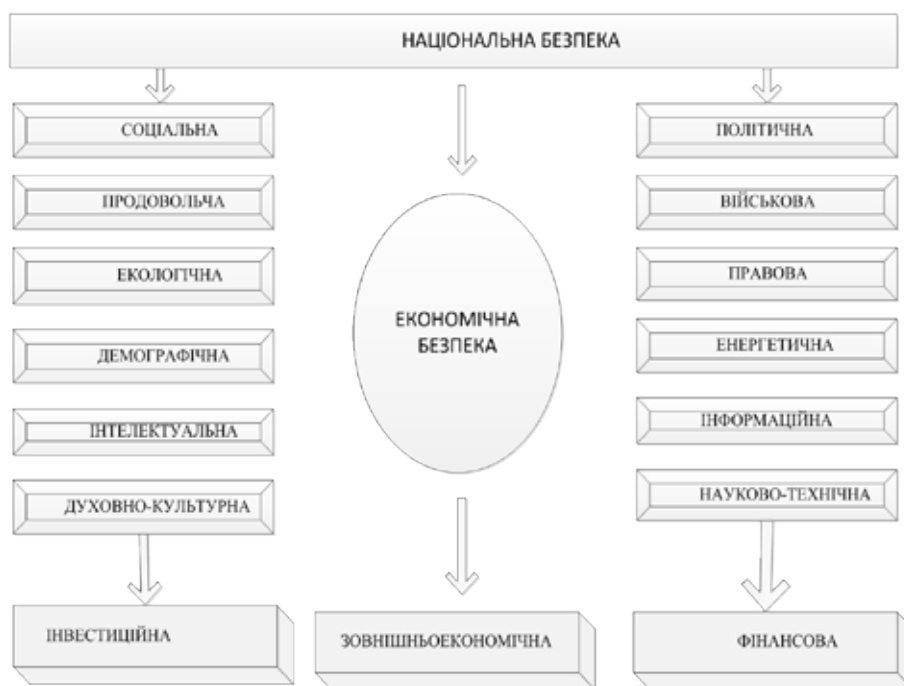 НАЦІОНАЛЬНА БЕЗПЕКА
СОЦІАЛЬНА
ПРОДОВОЛЬЧА
ЕКОЛОГІЧНА
ДЕМОГРАФІЧНА
ІНТЕЛЕКТУАЛЬНА
ДУХОВНО-КУЛЬТУРНА
ЕКОНОМІЧНА
БЕЗПЕКА
ПОЛІТИЧНА
ВІЙСЬКОВА
ПРАВОВА
ЕНЕРГЕТИЧНА
ІНФОРМАЦІЙНА
НАУКОВО-ТЕХНІЧНА
ІНВЕСТИЦІЙНА
ЗОВНІШНЬОЕКОНОМІЧНА
ФІНАНСОВА